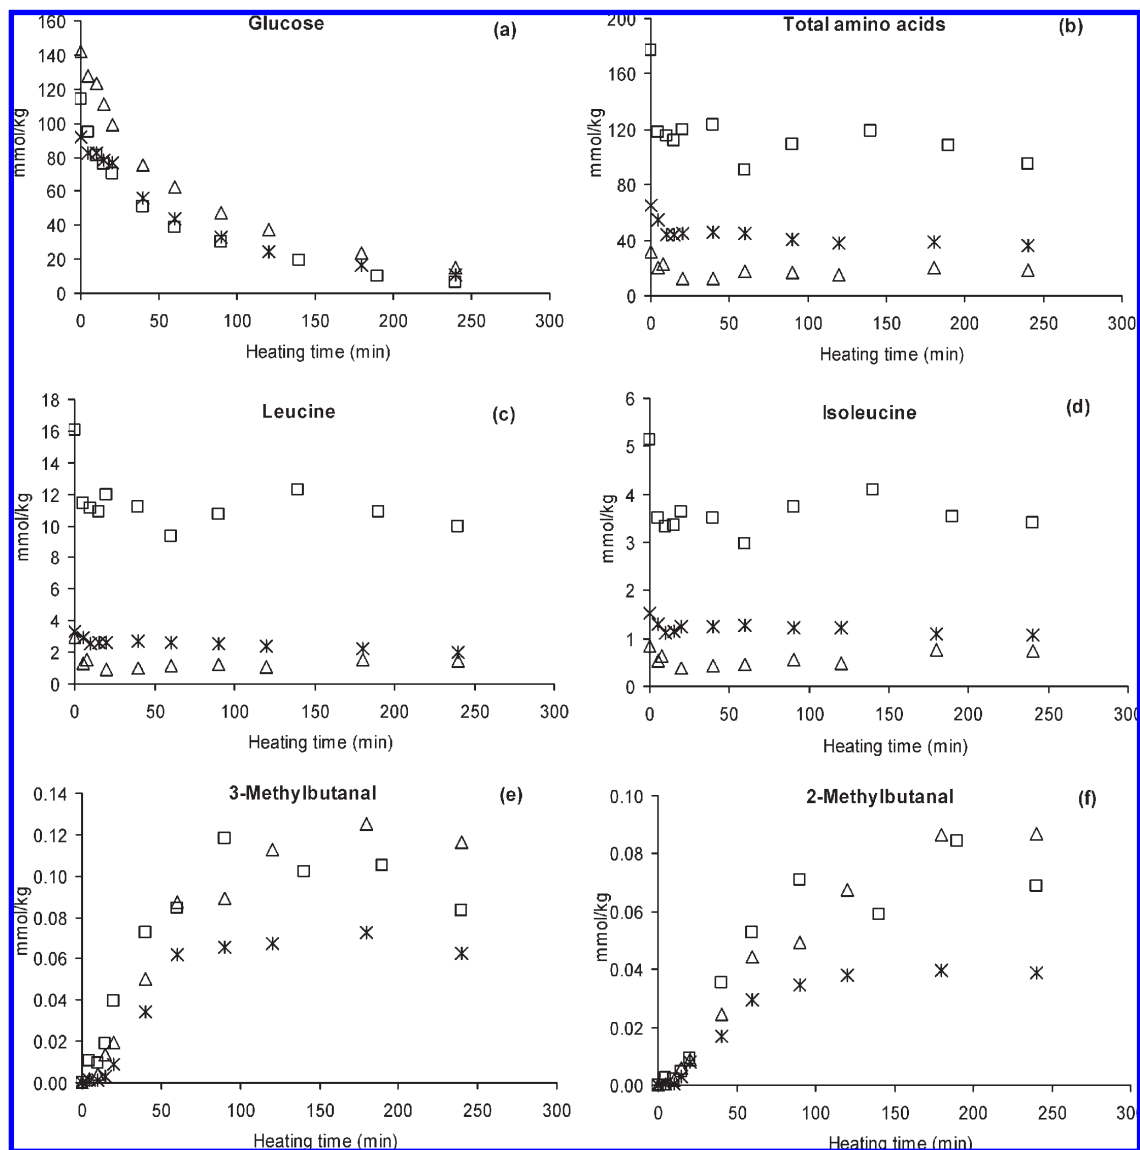 Glucose (a)
160
140
120
100
80
60
40
20
0
mmol/kg
0 50 100 150 200 250 300
Heating time (min)
Total amino acids (b)
200
160
120
80
40
0
mmol/kg
0 50 100 150 200 250 300
Heating time (min)
Leucine (c)
18
16
14
12
10
8
6
4
2
0
mmol/kg
0 50 100 150 200 250 300
Heating time (min)
Isoleucine (d)
6
5
4
3
2
1
0
mmol/kg
0 50 100 150 200 250 300
Heating time (min)
3-Methylbutanal (e)
0.14
0.12
0.10
0.08
0.06
0.04
0.02
0.00
mmol/kg
0 50 100 150 200 250 300
Heating time (min)
2-Methylbutanal (f)
0.10
0.08
0.06
0.04
0.02
0.00
mmol/kg
0 50 100 150 200 250 30
Heating time (min)